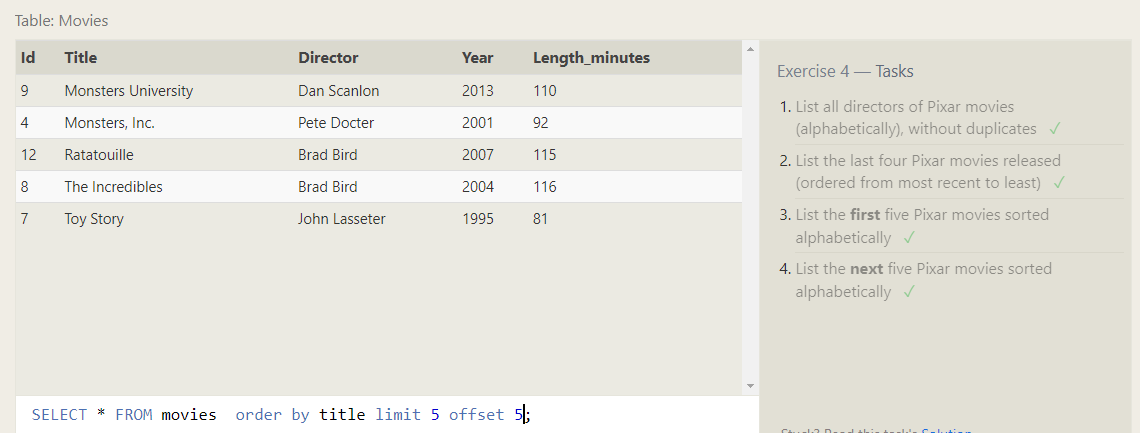 Table: Movies
Id Title Director Year Length_minutes
9 Monsters University Dan Scanlon 2013 110
4 Monsters, Inc. Pete Docter 2001 92
12 Ratatouille Brad Bird 2007 115
8 The Incredibles Brad Bird 2004 116
7 Toy Story John Lasseter 1995 81
SELECT * FROM movies  order by title limit 5 offset 5;
Exercise 4 — Tasks
1. List all directors of Pixar movies
(alphabetically), without duplicates ✓
2. List the last four Pixar movies released
(ordered from most recent to least) ✓
3. List the first five Pixar movies sorted
alphabetically ✓
4. List the next five Pixar movies sorted
alphabetically ✓
Stuck? Read this task's Solution